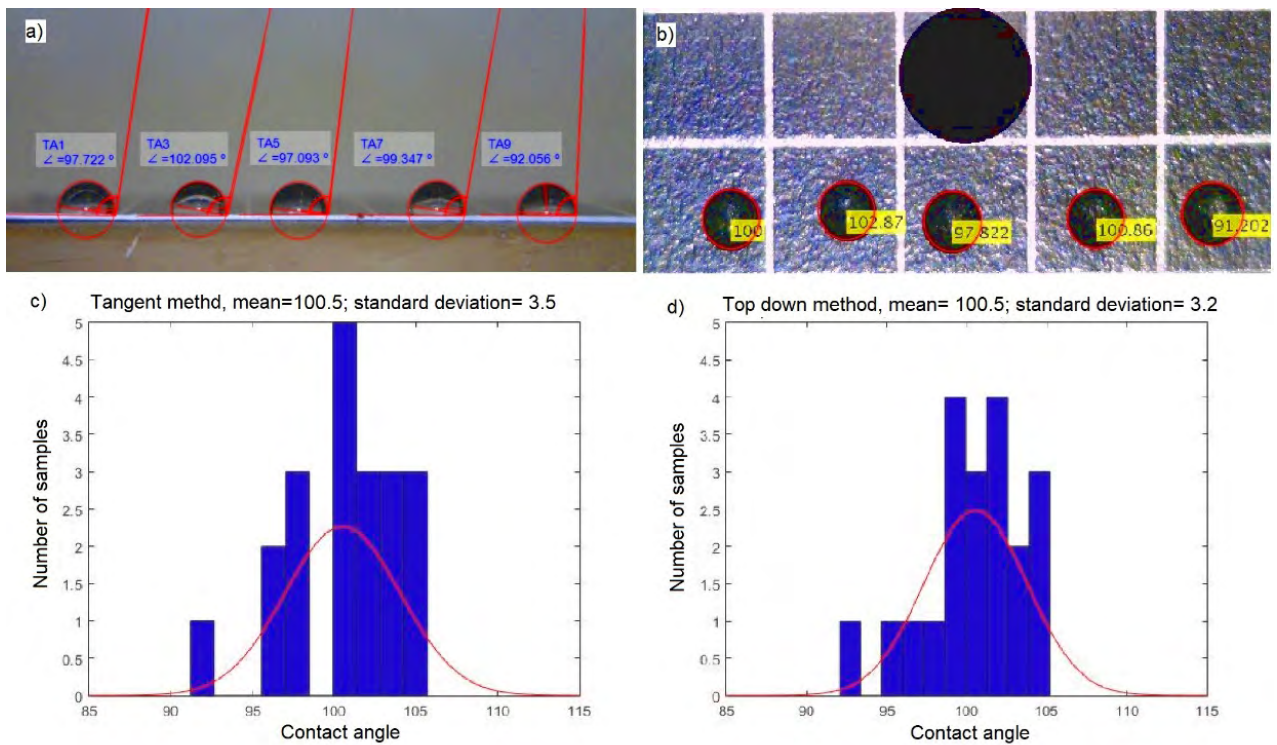 a)
TA1
∠ =97.722 º
TA3
∠ =102.095 º
TA5
∠ =97.093 º
TA7
∠ =99.347 º
TA9
∠ =92.056 º
b)
100
102.87
97.822
100.86
91.202
c)
Tangent methd, mean=100.5; standard deviation= 3.5
Number of samples
5
4.5
4
3.5
3
2.5
2
1.5
1
0.5
0
85 90 95 100 105 110 115
Contact angle
d)
Top down method, mean= 100.5; standard deviation= 3.2
Number of samples
5
4.5
4
3.5
3
2.5
2
1.5
1
0.5
0
85 90 95 100 105 110 115
Contact angle